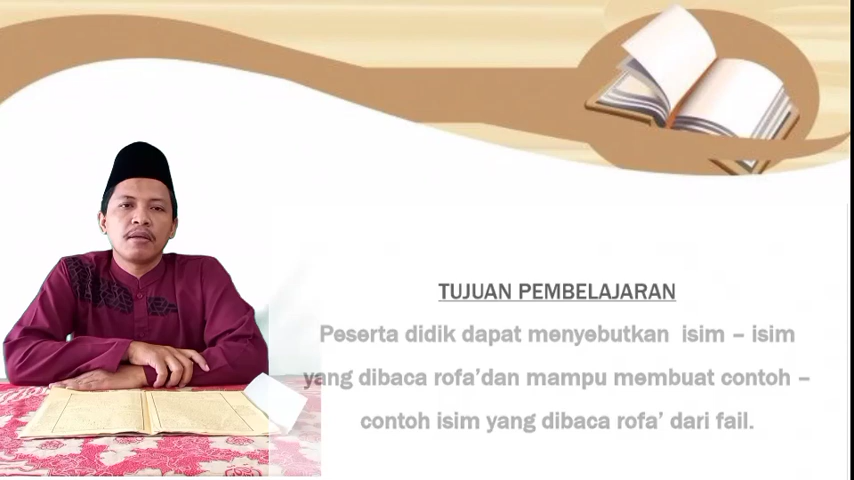 TUJUAN PEMBELAJARAN
Peserta didik dapat menyebutkan isim – isim
yang dibaca rofa’dan mampu membuat contoh –
contoh isim yang dibaca rofa’ dari fail.